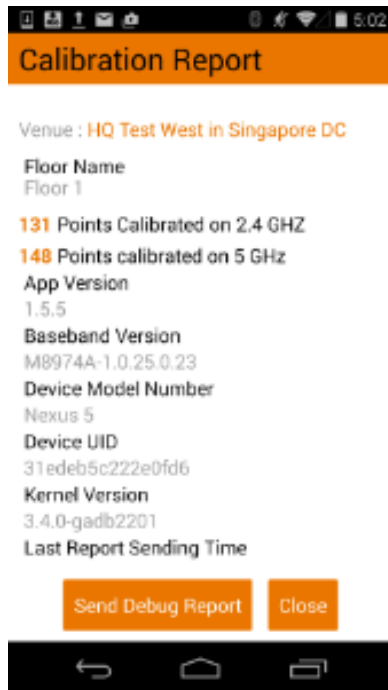 5:02
Calibration Report
Venue : HQ Test West in Singapore DC
Floor Name
Floor 1
131 Points Calibrated on 2.4 GHZ
148 Points calibrated on 5 GHz
App Version
1.5.5
Baseband Version
M8974A-1.0.25.0.23
Device Model Number
Nexus 5
Device UID
31edeb5c222e0fd6
Kernel Version
3.4.0-gadb2201
Last Report Sending Time
Send Debug Report Close